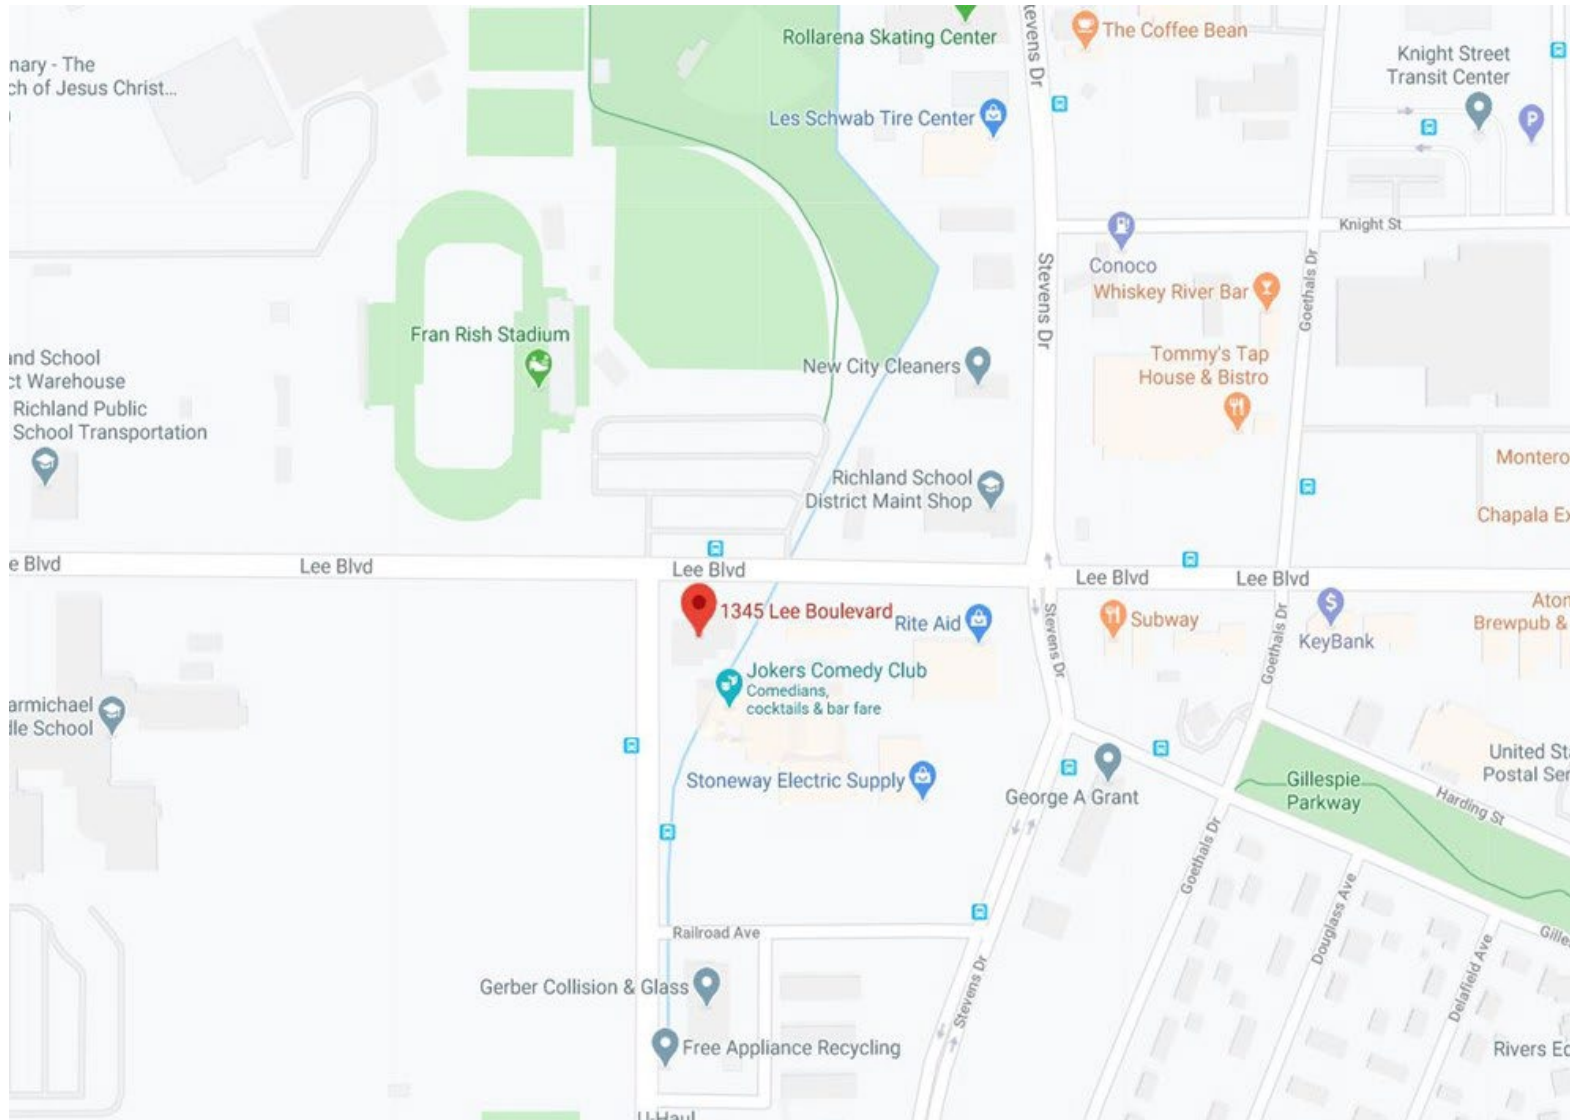 Rollarena Skating Center
Stevens Dr
The Coffee Bean
nary - The
ch of Jesus Christ...
Knight Street
Transit Center
P
Les Schwab Tire Center
Knight St
Conoco
Stevens Dr
Goethals Dr
Whiskey River Bar
Fran Rish Stadium
and School
ct Warehouse
Richland Public
School Transportation
New City Cleaners
Tommy's Tap
House & Bistro
Montero
Richland School
District Maint Shop
Chapala Ex
e Blvd
Lee Blvd
Lee Blvd
Lee Blvd
Lee Blvd
1345 Lee Boulevard
Rite Aid
Stevens Dr
Subway
Goethals Dr
$
KeyBank
Aton
Brewpub &
Jokers Comedy Club
Comedians,
cocktails & bar fare
armichael
dle School
Stoneway Electric Supply
George A Grant
Gillespie
Parkway
United Sta
Postal Ser
Harding St
Goethals Dr
Douglass Ave
Delafield Ave
Gilles
Railroad Ave
Stevens Dr
Gerber Collision & Glass
Free Appliance Recycling
Rivers Ed
U-Haul